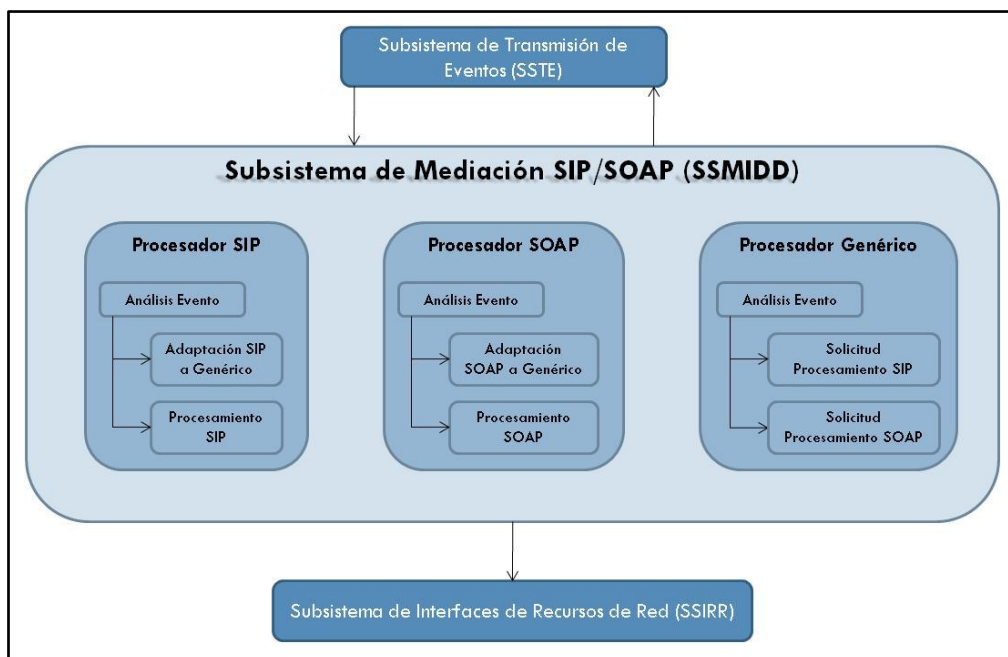 Subsistema de Transmisión de
Eventos (SSTE)
Subsistema de Mediación SIP/SOAP (SSMIDD)
Procesador SIP
Análisis Evento
Adaptación SIP
a Genérico
Procesamiento
SIP
Procesador SOAP
Análisis Evento
Adaptación
SOAP a Genérico
Procesamiento
SOAP
Procesador Genérico
Análisis Evento
Solicitud
Procesamiento SIP
Solicitud
Procesamiento SOAP
Subsistema de Interfaces de Recursos de Red (SSIRR)